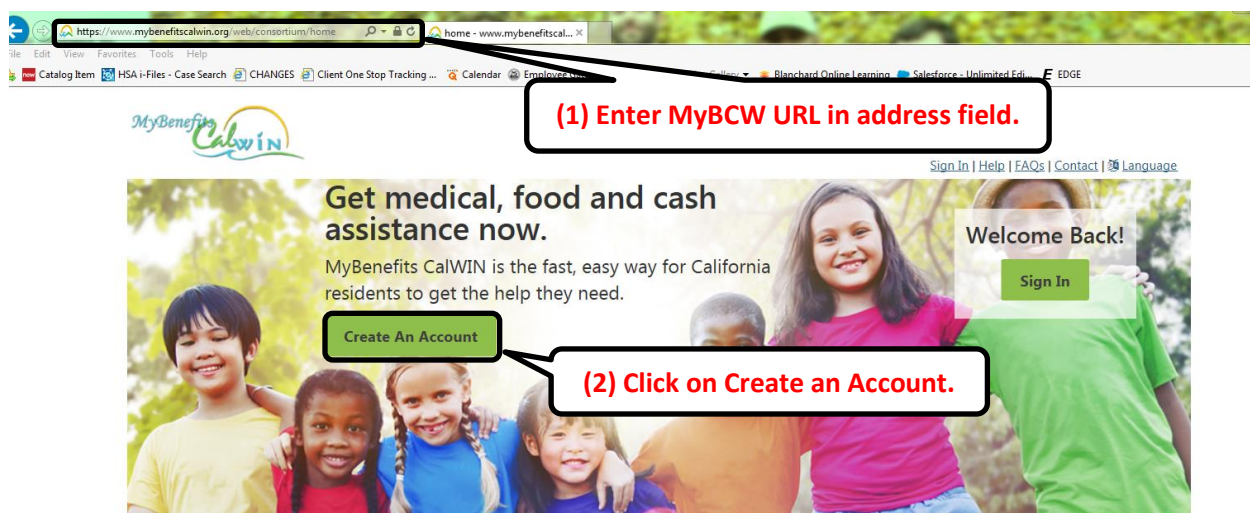 https://www.mybenefitscalwin.org/web/consortium/home
home - www.mybenefitscal...
File Edit View Favorites Tools Help
new Catalog Item HSA i-Files - Case Search CHANGES Client One Stop Tracking ... Calendar Blanchard Online Learning Salesforce - Unlimited Edi... E EDGE
(1) Enter MyBCW URL in address field.
MyBenefits
Calwin
Sign In | Help | FAQs | Contact | Language
Get medical, food and cash
assistance now.
Welcome Back!
MyBenefits CalWIN is the fast, easy way for California
residents to get the help they need.
Sign In
Create An Account
(2) Click on Create an Account.